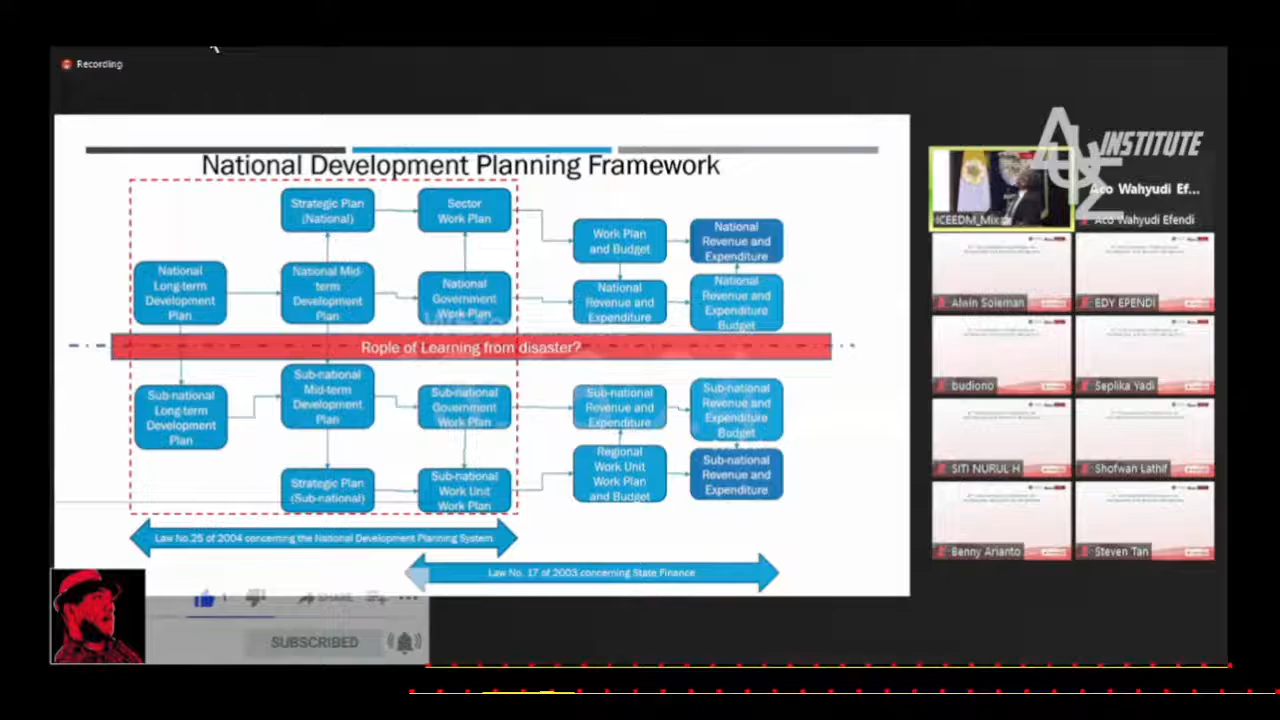 Recording
National Development Planning Framework
Strategic Plan
(National)
Sector
Work Plan
Work Plan
and Budget
National
Revenue and
Expenditure
National
Long-term
Development
Plan
National Mid-
term
Development
Plan
National
Government
Work Plan
National
Revenue and
Expenditure
National
Revenue and
Expenditure
Budget
Rople of Learning from disaster?
Sub-national
Long-term
Development
Plan
Sub-national
Mid-term
Development
Plan
Sub-national
Government
Work Plan
Sub-national
Revenue and
Expenditure
Sub-national
Revenue and
Expenditure
Budget
Strategic Plan
(Sub-national)
Sub-national
Work Unit
Work Plan
Regional
Work Unit
Work Plan
and Budget
Sub-national
Revenue and
Expenditure
Law No.25 of 2004 concerning the National Development Planning System
Law No. 17 of 2003 concerning State Finance
1
SHARE
SUBSCRIBED
INSTITUTE
Aco Wahyudi Ef...
Aco Wahyudi Efendi
Alwin Soleman
EDY EPENDI
budiono
Seplika Yadi
SITI NURUL H
Shofwan Lathif
Benny Arianto
Steven Tan